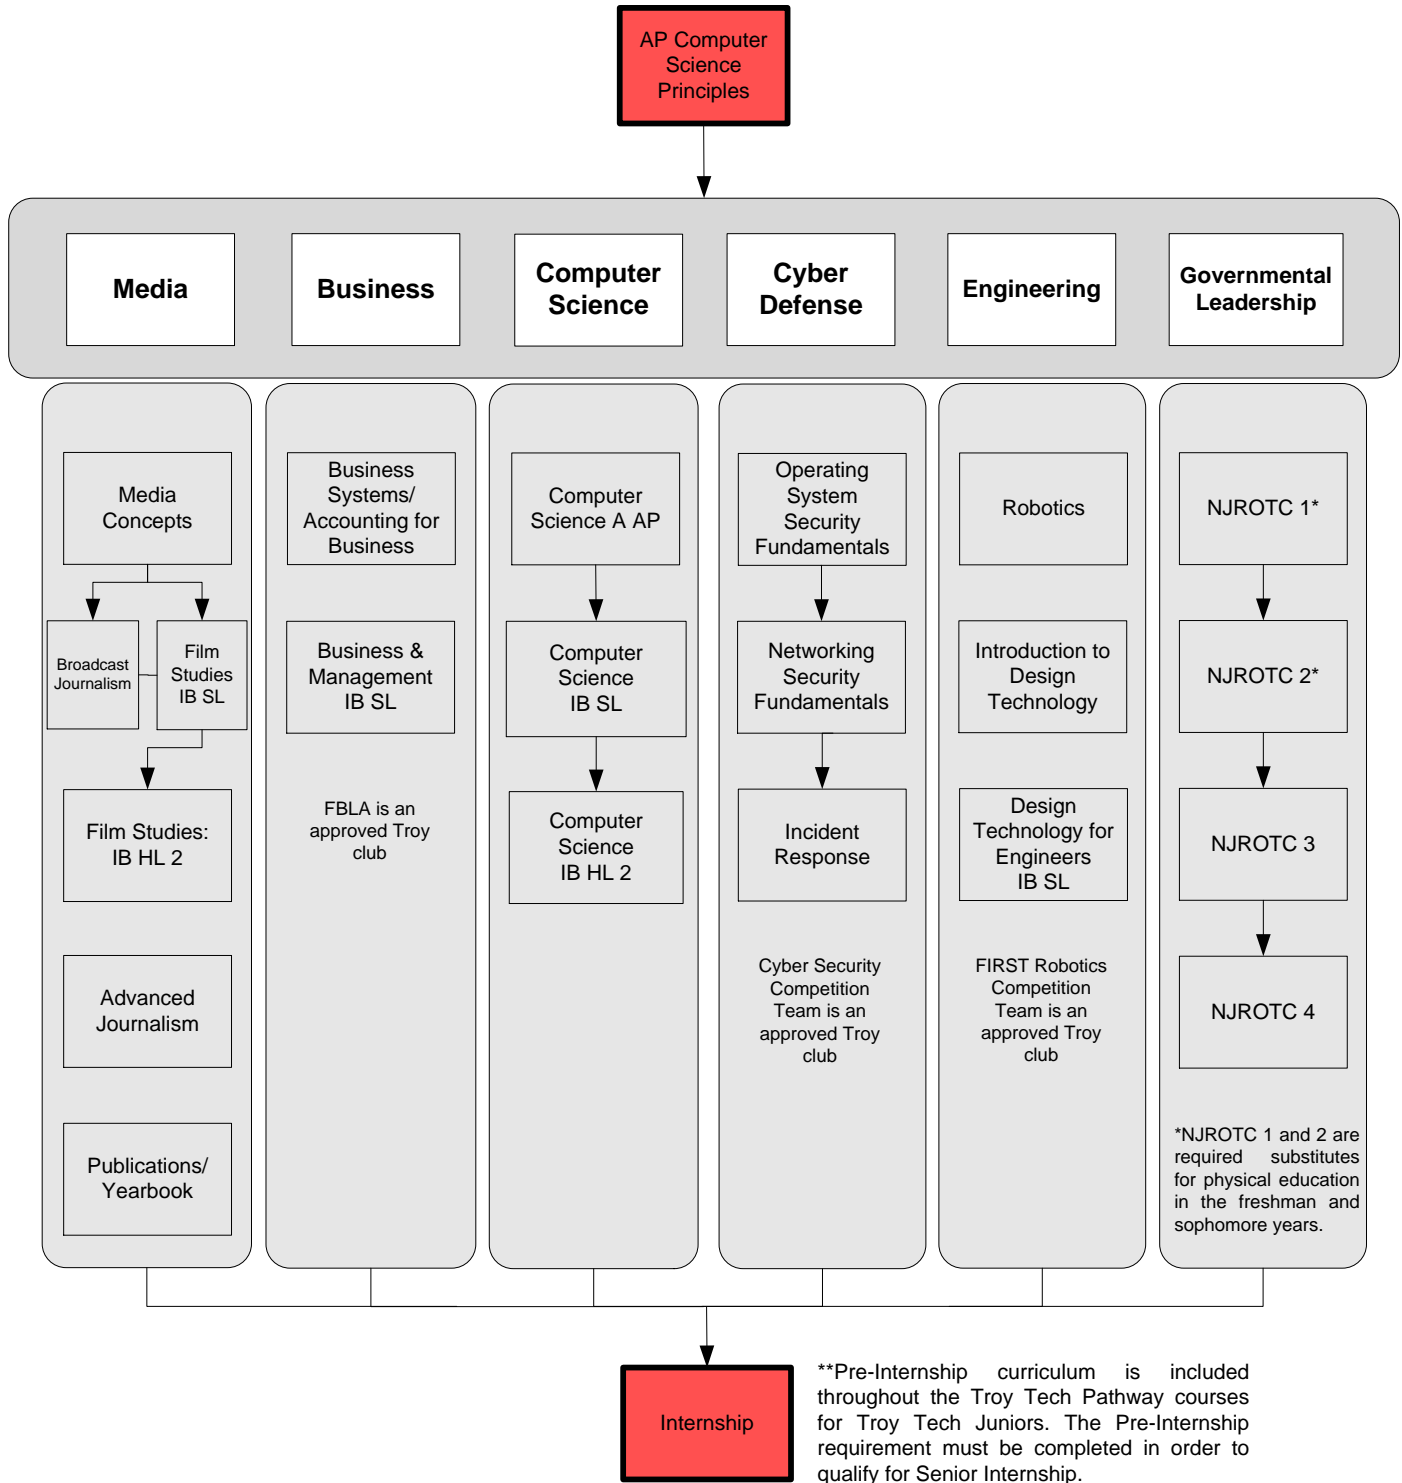 AP Computer
Science
Principles
Media
Business
Computer
Science
Cyber
Defense
Engineering
Governmental
Leadership
Media
Concepts
Broadcast
Journalism
Film
Studies
IB SL
Film Studies:
IB HL 2
Advanced
Journalism
Publications/
Yearbook
Business
Systems/
Accounting for
Business
Business &
Management
IB SL
FBLA is an
approved Troy
club
Computer
Science A AP
Computer
Science
IB SL
Computer
Science
IB HL 2
Operating
System
Security
Fundamentals
Networking
Security
Fundamentals
Incident
Response
Cyber Security
Competition
Team is an
approved Troy
club
Robotics
Introduction to
Design
Technology
Design
Technology for
Engineers
IB SL
FIRST Robotics
Competition
Team is an
approved Troy
club
NJROTC 1*
NJROTC 2*
NJROTC 3
NJROTC 4
*NJROTC 1 and 2 are
required substitutes
for physical education
in the freshman and
sophomore years.
Internship
**Pre-Internship curriculum is included
throughout the Troy Tech Pathway courses
for Troy Tech Juniors. The Pre-Internship
requirement must be completed in order to
qualify for Senior Internship.